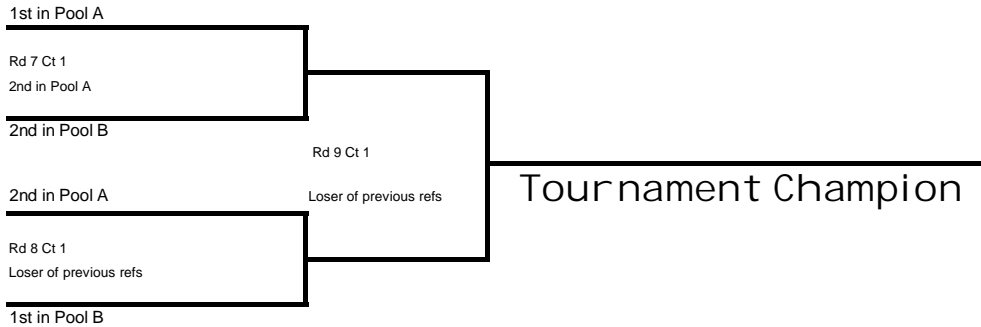 1st in Pool A
Rd 7 Ct 1
2nd in Pool A
2nd in Pool B
Rd 9 Ct 1
Loser of previous refs
Tournament Champion
2nd in Pool A
Rd 8 Ct 1
Loser of previous refs
1st in Pool B